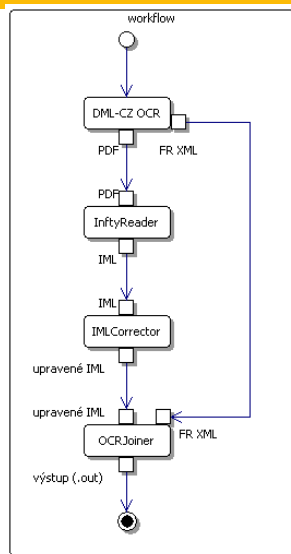 workflow
DML-CZ OCR
PDF
FR XML
PDF
InftyReader
IML
IML
IMLCorrector
upravené IML
upravené IML
FR XML
OCRJoiner
výstup (.out)